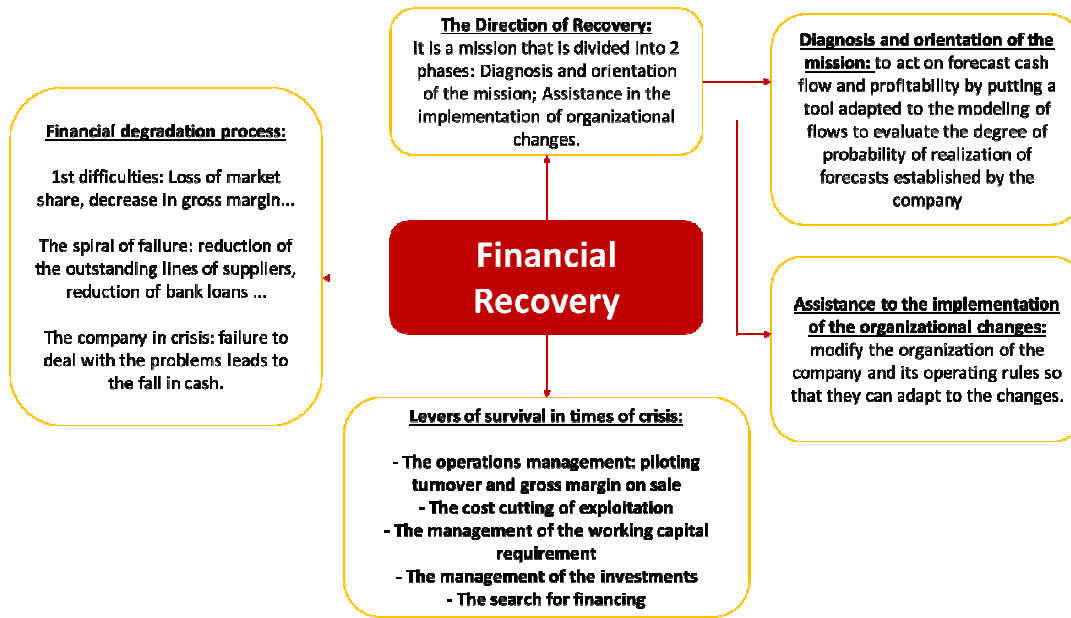 The Direction of Recovery:
It is a mission that is divided into 2
phases: Diagnosis and orientation
of the mission; Assistance in the
implementation of organizational
changes.
Diagnosis and orientation of the
mission: to act on forecast cash
flow and profitability by putting a
tool adapted to the modeling of
flows to evaluate the degree of
probability of realization of
forecasts established by the
company
Financial degradation process:
1st difficulties: Loss of market
share, decrease in gross margin...
The spiral of failure: reduction of
the outstanding lines of suppliers,
reduction of bank loans ...
The company in crisis: failure to
deal with the problems leads to
the fall in cash.
Financial
Recovery
Assistance to the implementation
of the organizational changes:
modify the organization of the
company and its operating rules so
that they can adapt to the changes.
Levers of survival in times of crisis:
- The operations management: piloting
turnover and gross margin on sale
- The cost cutting of exploitation
- The management of the working capital
requirement
- The management of the investments
- The search for financing